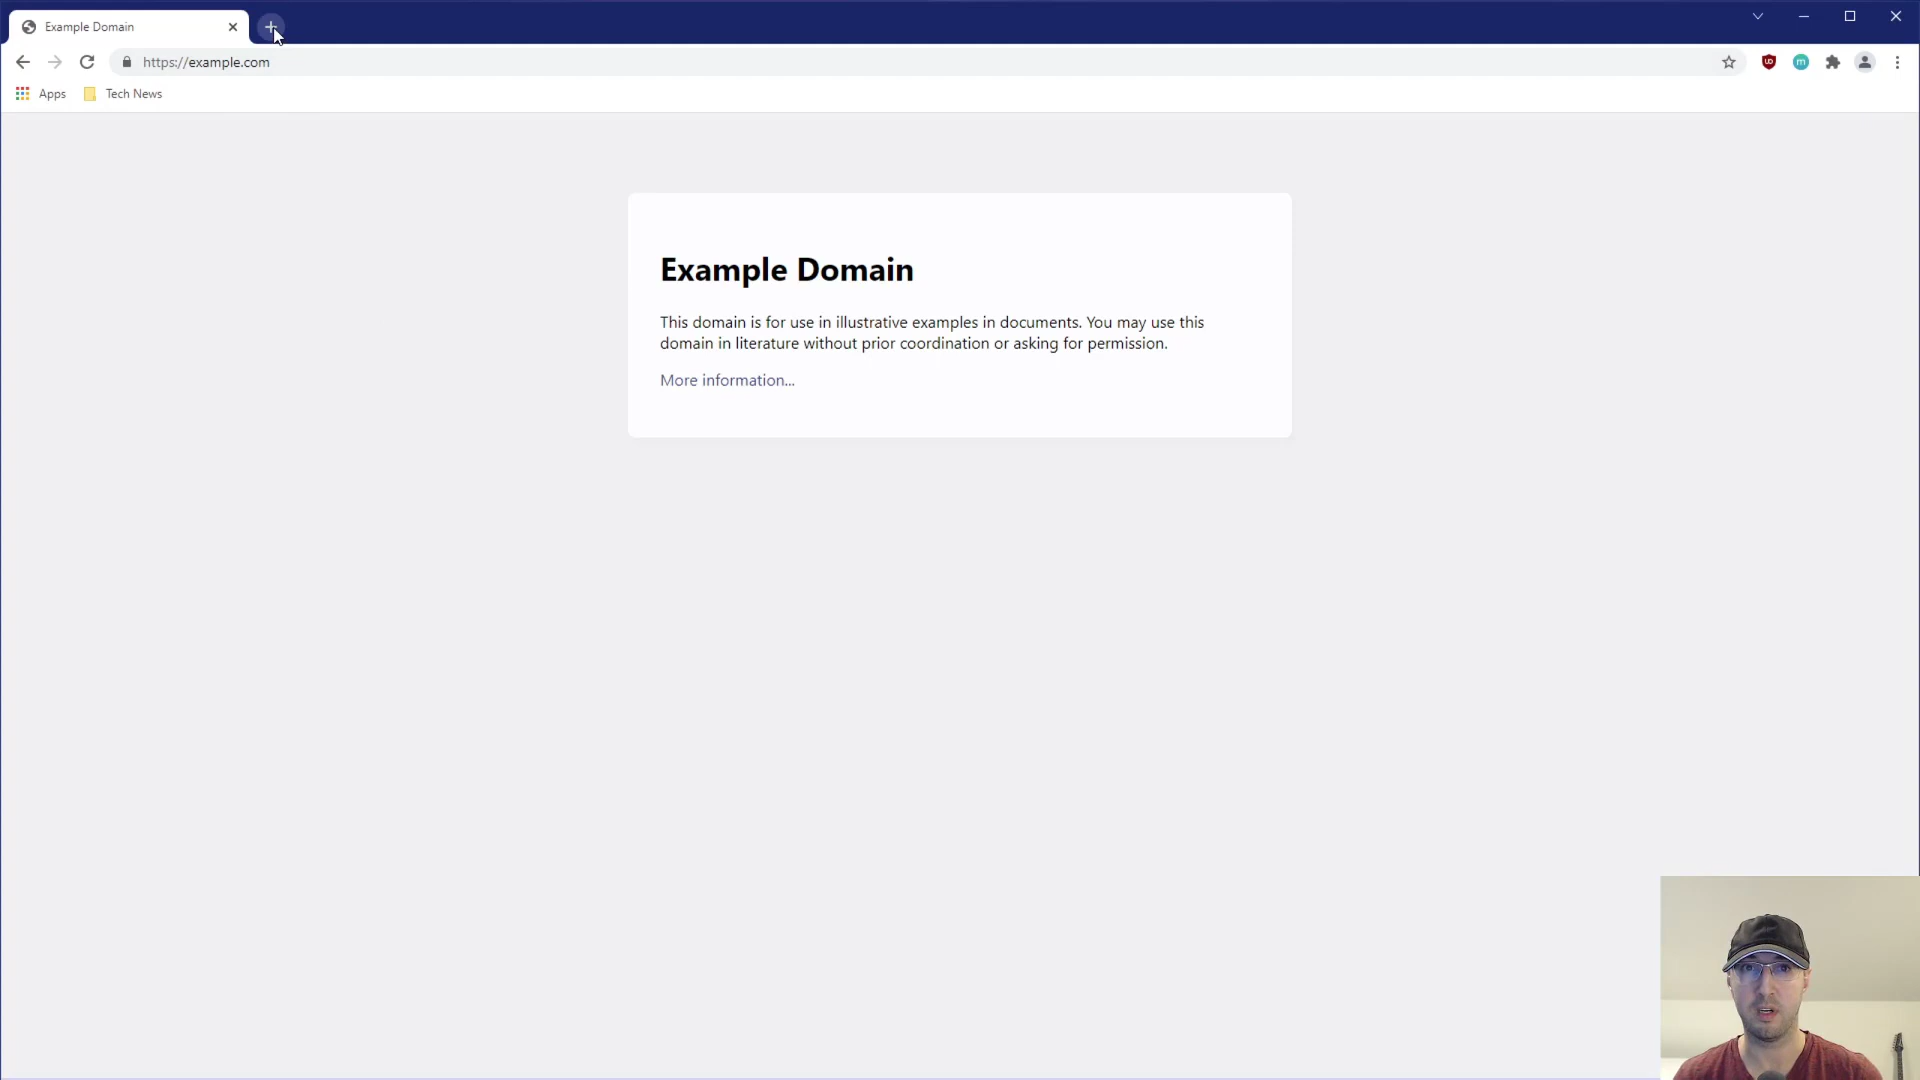 Example Domain
https://example.com
Apps
Tech News
Example Domain
This domain is for use in illustrative examples in documents. You may use this
domain in literature without prior coordination or asking for permission.
More information...